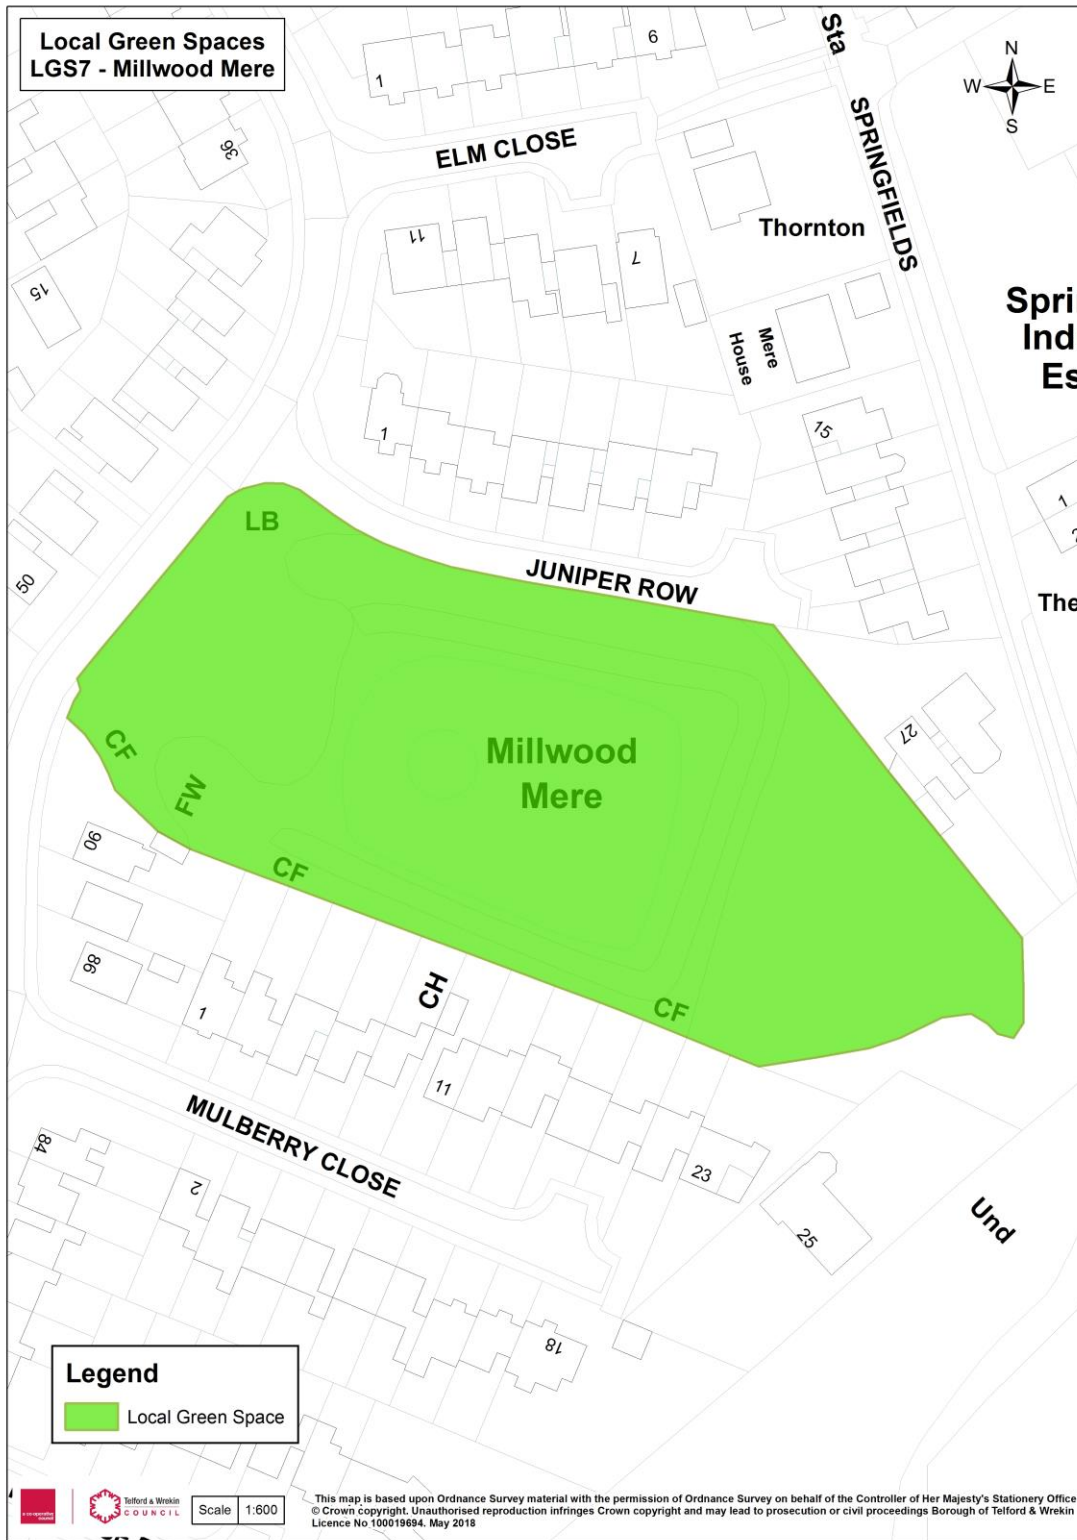 Local Green Spaces
LGS7 - Millwood Mere
N
W E
S
Sta
1
6
36
ELM CLOSE
SPRINGFIELDS
Thornton
11
7
15
Spri
Ind
Es
Mere
House
1
15
1
2
LB
JUNIPER ROW
50
The
27
CF
FW
Millwood
Mere
90
CF
CF
86
CH
1
11
MULBERRY CLOSE
84
2
23
25
Und
18
Legend
Local Green Space
Telford & Wrekin
COUNCIL
Scale 1:600
This map is based upon Ordnance Survey material with the permission of Ordnance Survey on behalf of the Controller of Her Majesty's Stationery Office
© Crown copyright. Unauthorised reproduction infringes Crown copyright and may lead to prosecution or civil proceedings Borough of Telford & Wrekin
Licence No 100019694. May 2018